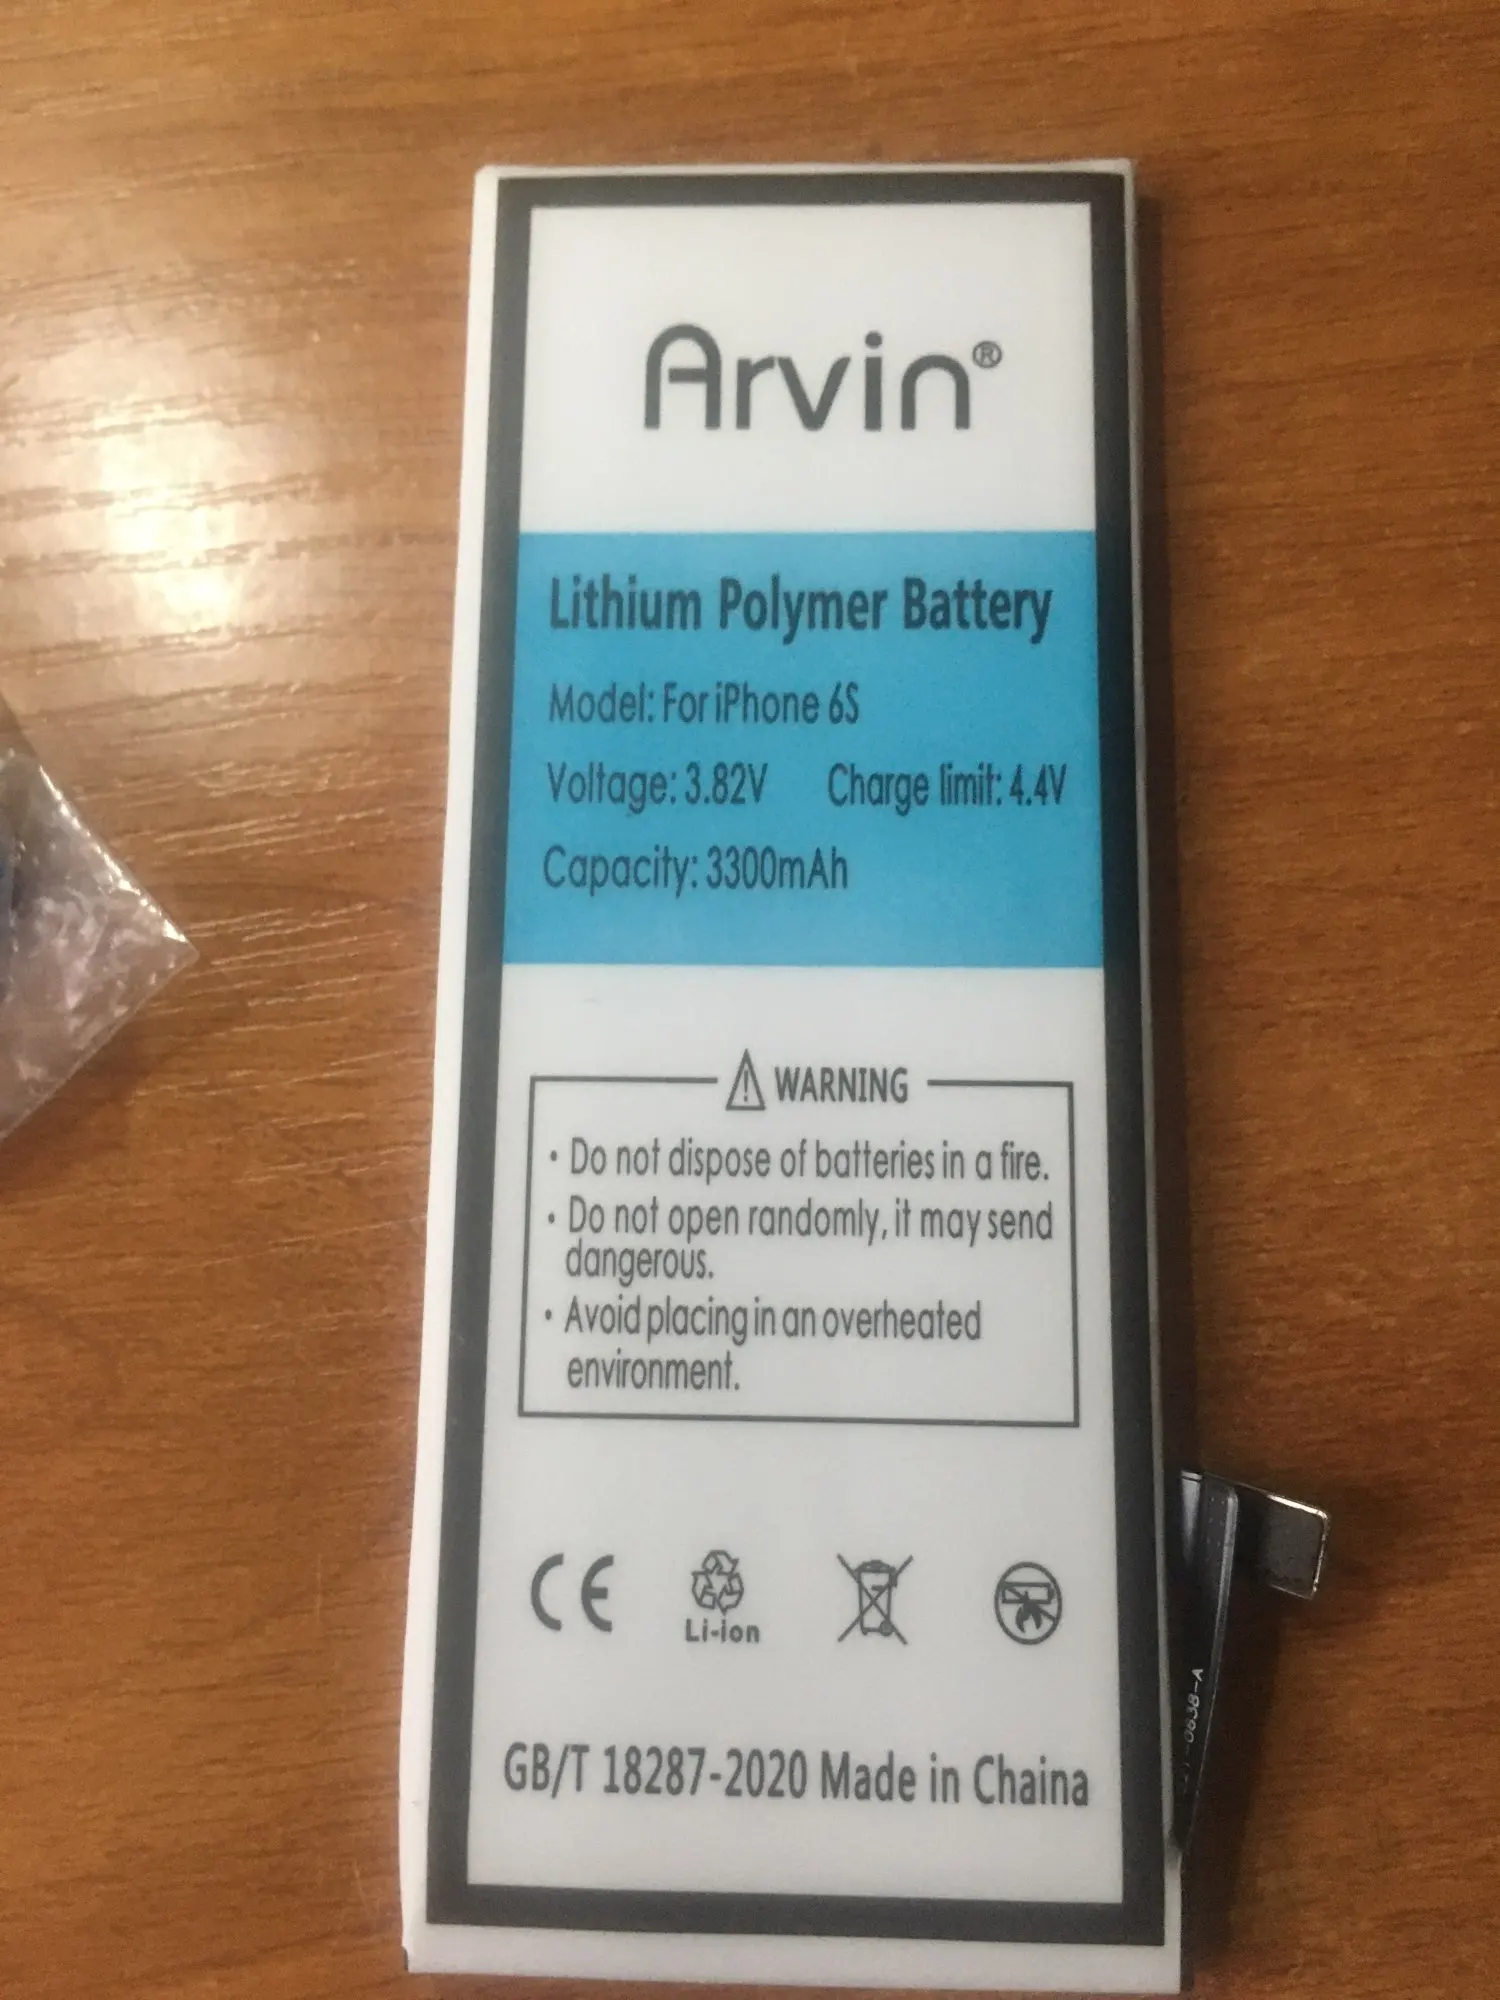 Arvin®
Lithium Polymer Battery
Model: For iPhone 6S
Voltage: 3.82V Charge limit: 4.4V
Capacity: 3300mAh
WARNING
• Do not dispose of batteries in a fire.
• Do not open randomly, it may send
dangerous.
• Avoid placing in an overheated
environment.
CE
Li-ion
GB/T 18287-2020 Made in Chaina
0638-A